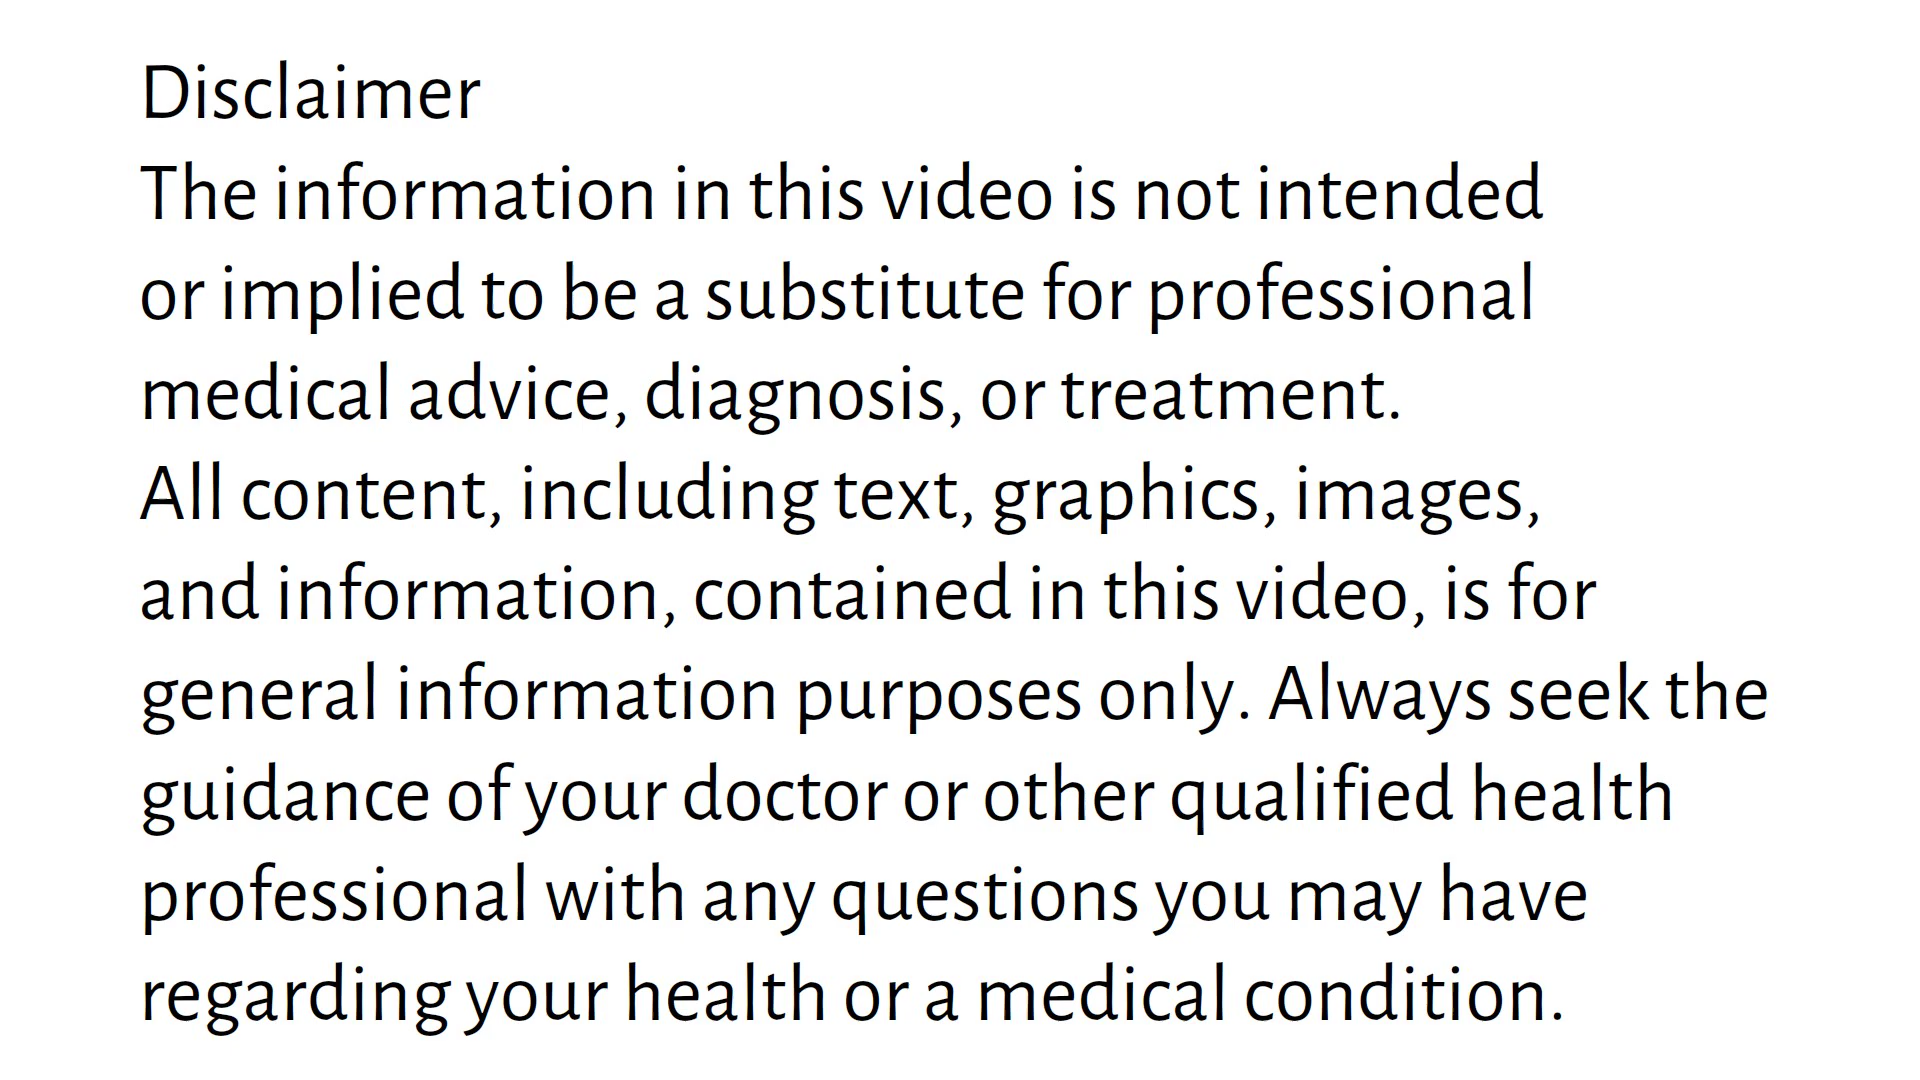 Disclaimer
The information in this video is not intended
or implied to be a substitute for professional
medical advice, diagnosis, or treatment.
All content, including text, graphics, images,
and information, contained in this video, is for
general information purposes only. Always seek the
guidance of your doctor or other qualified health
professional with any questions you may have
regarding your health or a medical condition.